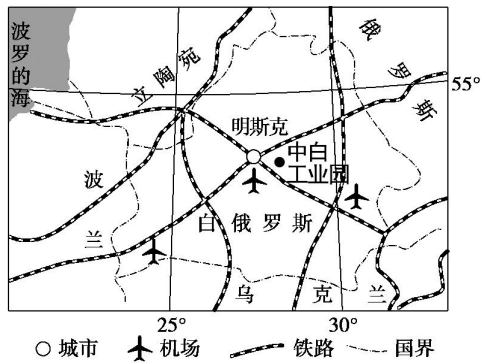 波罗的海
立陶宛
俄罗斯
55°
明斯克
中白
工业园
波兰
白俄罗斯
乌克兰
25°
30°
城市
机场
铁路
国界